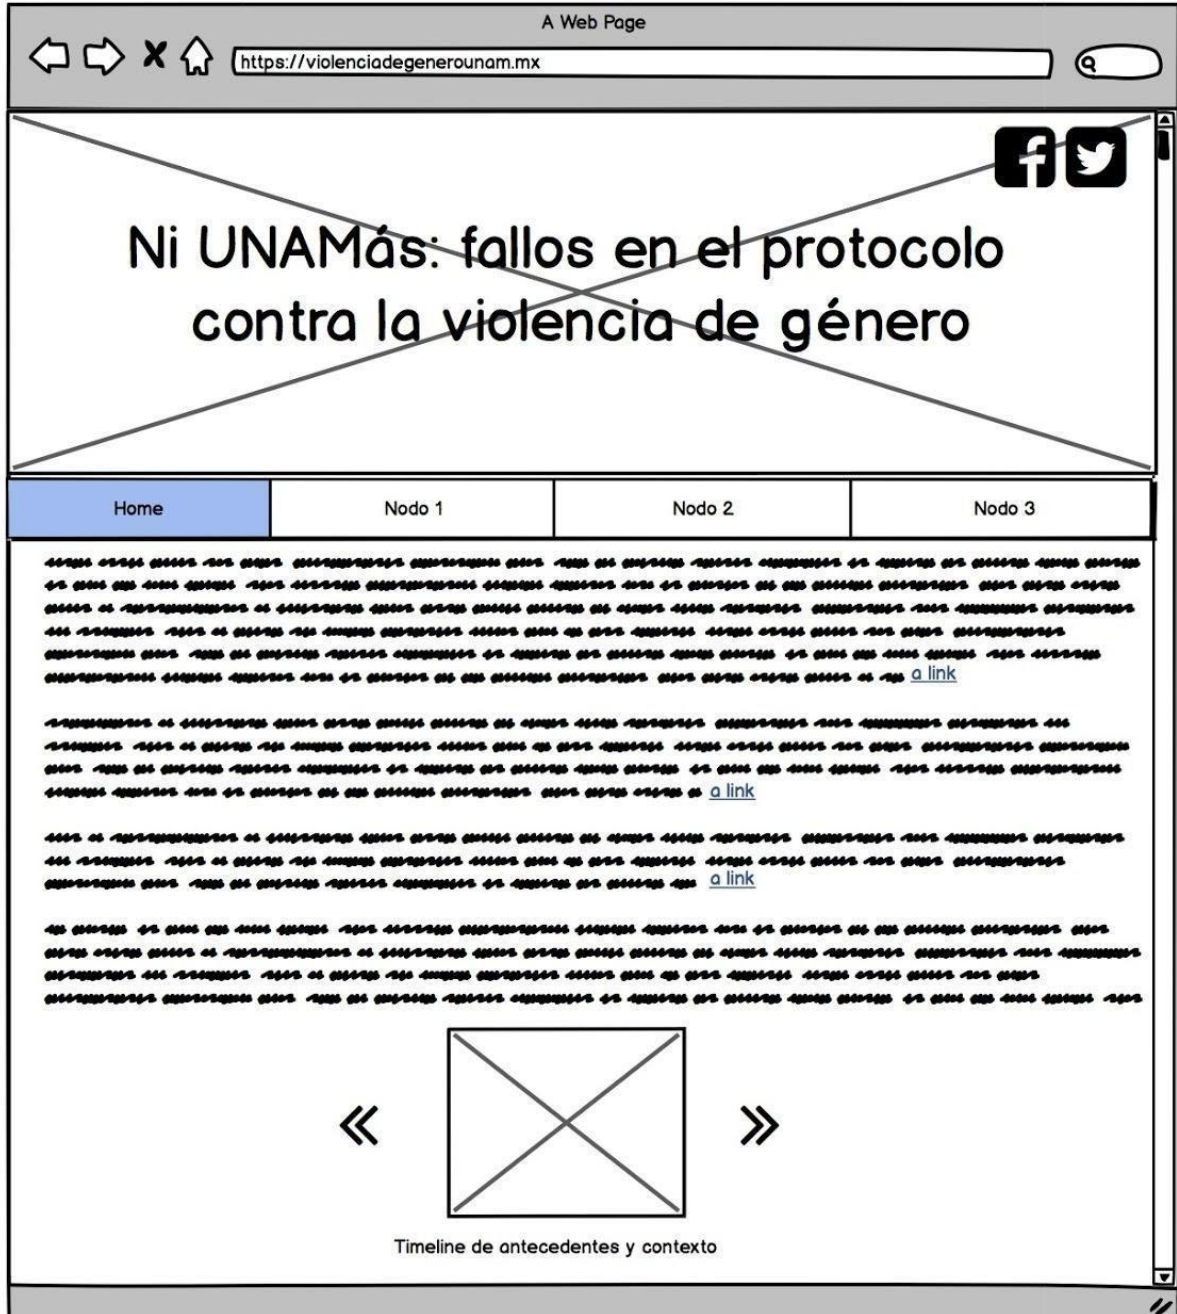 A Web Page
https://violenciadegenerounam.mx
Ni UNAMás: fallos en el protocolo
contra la violencia de género
Home
Nodo 1
Nodo 2
Nodo 3
a link
a link
a link
Timeline de antecedentes y contexto